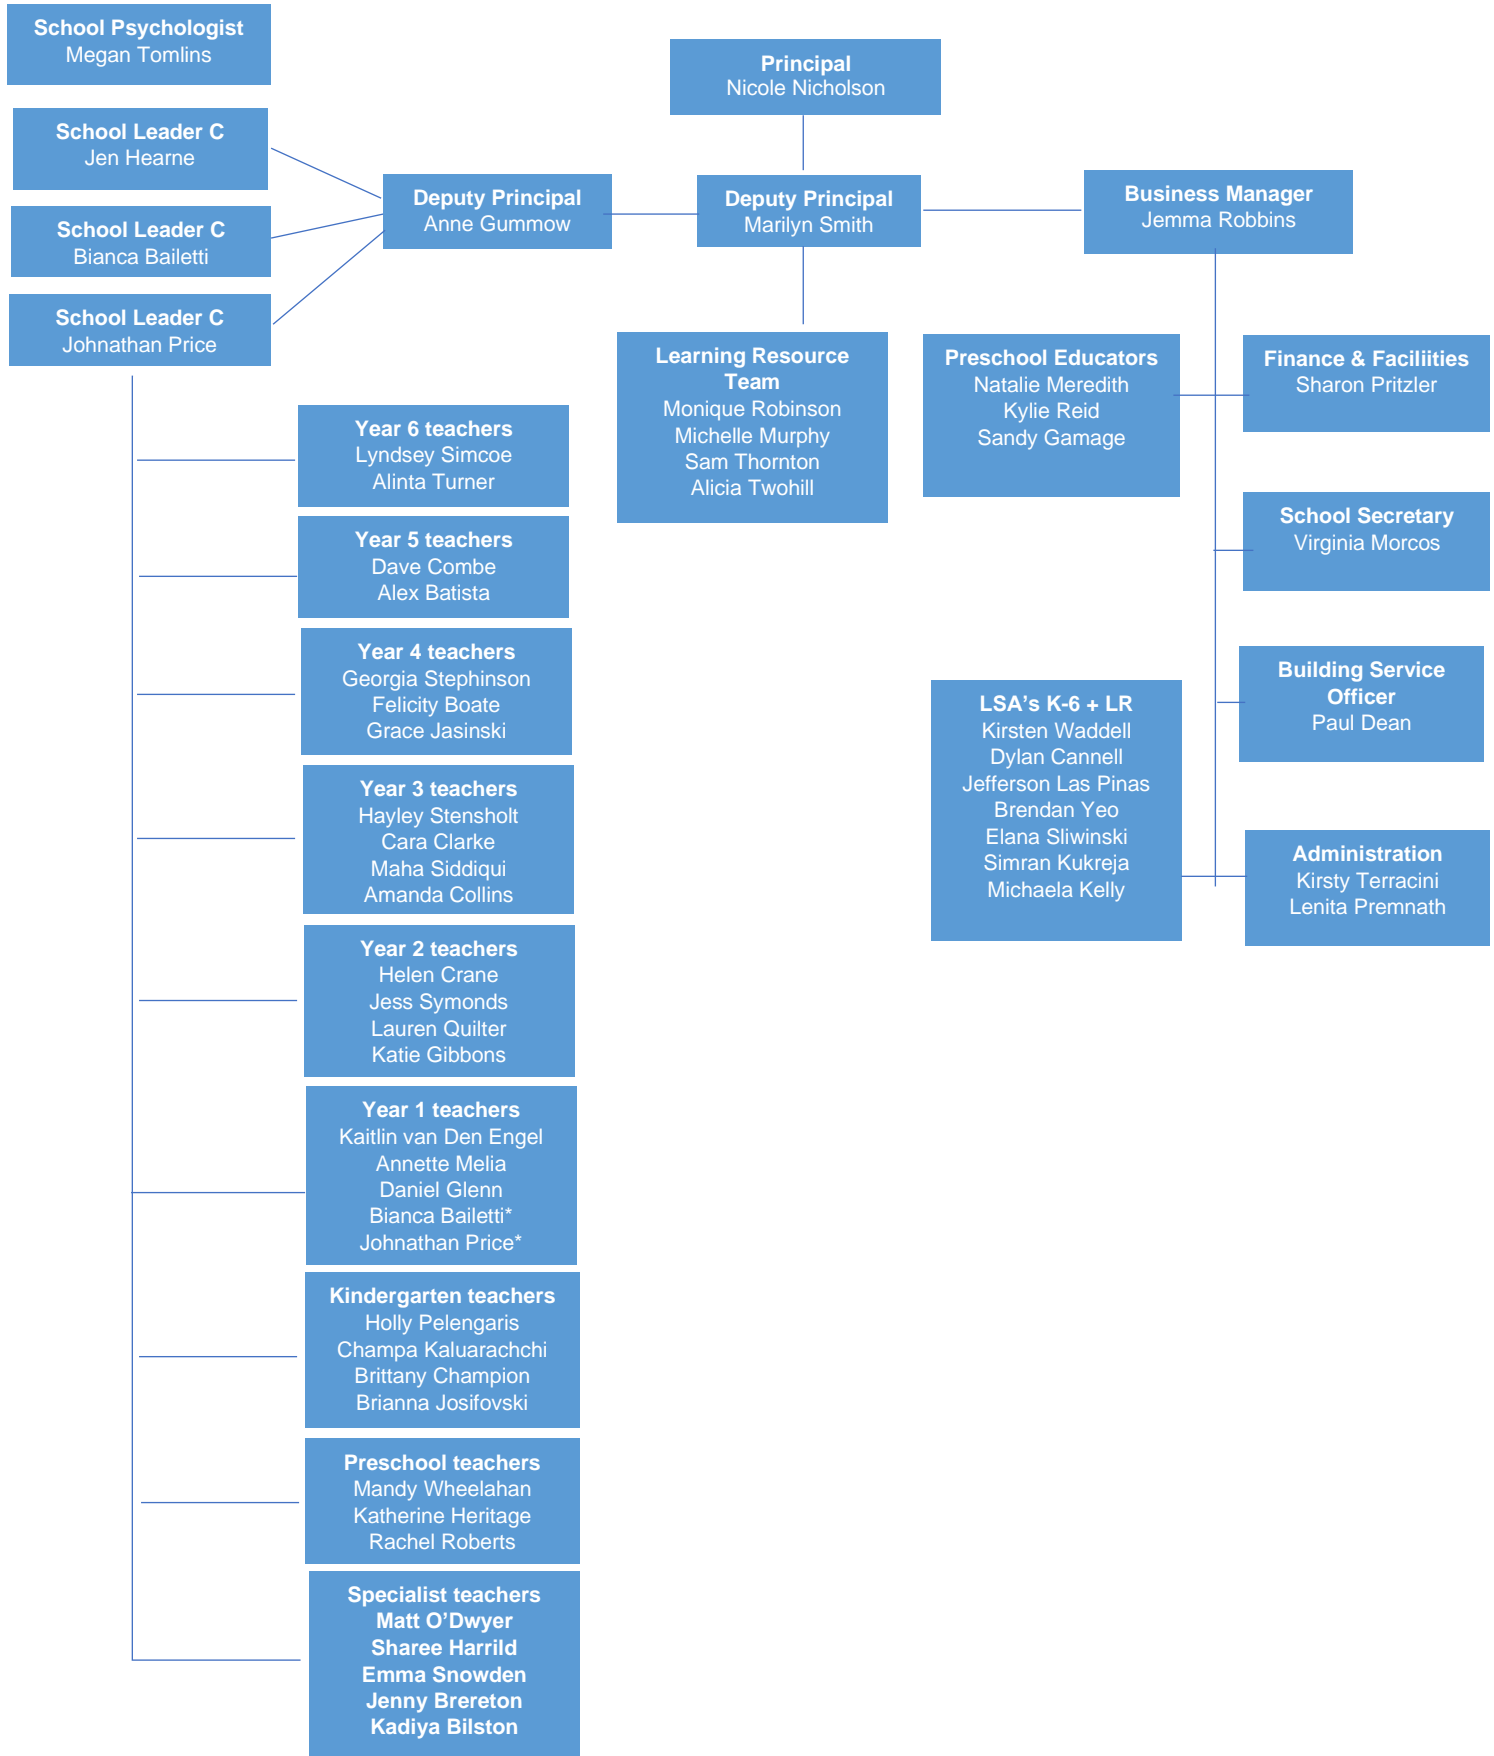 School Psychologist
Megan Tomlins
Principal
Nicole Nicholson
School Leader C
Jen Hearne
Deputy Principal
Anne Gummow
Deputy Principal
Marilyn Smith
Business Manager
Jemma Robbins
School Leader C
Bianca Bailetti
School Leader C
Johnathan Price
Learning Resource
Team
Monique Robinson
Michelle Murphy
Sam Thornton
Alicia Twohill
Preschool Educators
Natalie Meredith
Kylie Reid
Sandy Gamage
Finance & Faciliities
Sharon Pritzler
Year 6 teachers
Lyndsey Simcoe
Alinta Turner
School Secretary
Virginia Morcos
Year 5 teachers
Dave Combe
Alex Batista
Year 4 teachers
Georgia Stephinson
Felicity Boate
Grace Jasinski
Building Service
Officer
Paul Dean
LSA’s K-6 + LR
Kirsten Waddell
Dylan Cannell
Jefferson Las Pinas
Brendan Yeo
Elana Sliwinski
Simran Kukreja
Michaela Kelly
Year 3 teachers
Hayley Stensholt
Cara Clarke
Maha Siddiqui
Amanda Collins
Administration
Kirsty Terracini
Lenita Premnath
Year 2 teachers
Helen Crane
Jess Symonds
Lauren Quilter
Katie Gibbons
Year 1 teachers
Kaitlin van Den Engel
Annette Melia
Daniel Glenn
Bianca Bailetti*
Johnathan Price*
Kindergarten teachers
Holly Pelengaris
Champa Kaluarachchi
Brittany Champion
Brianna Josifovski
Preschool teachers
Mandy Wheelahan
Katherine Heritage
Rachel Roberts
Specialist teachers
Matt O’Dwyer
Sharee Harrild
Emma Snowden
Jenny Brereton
Kadiya Bilston